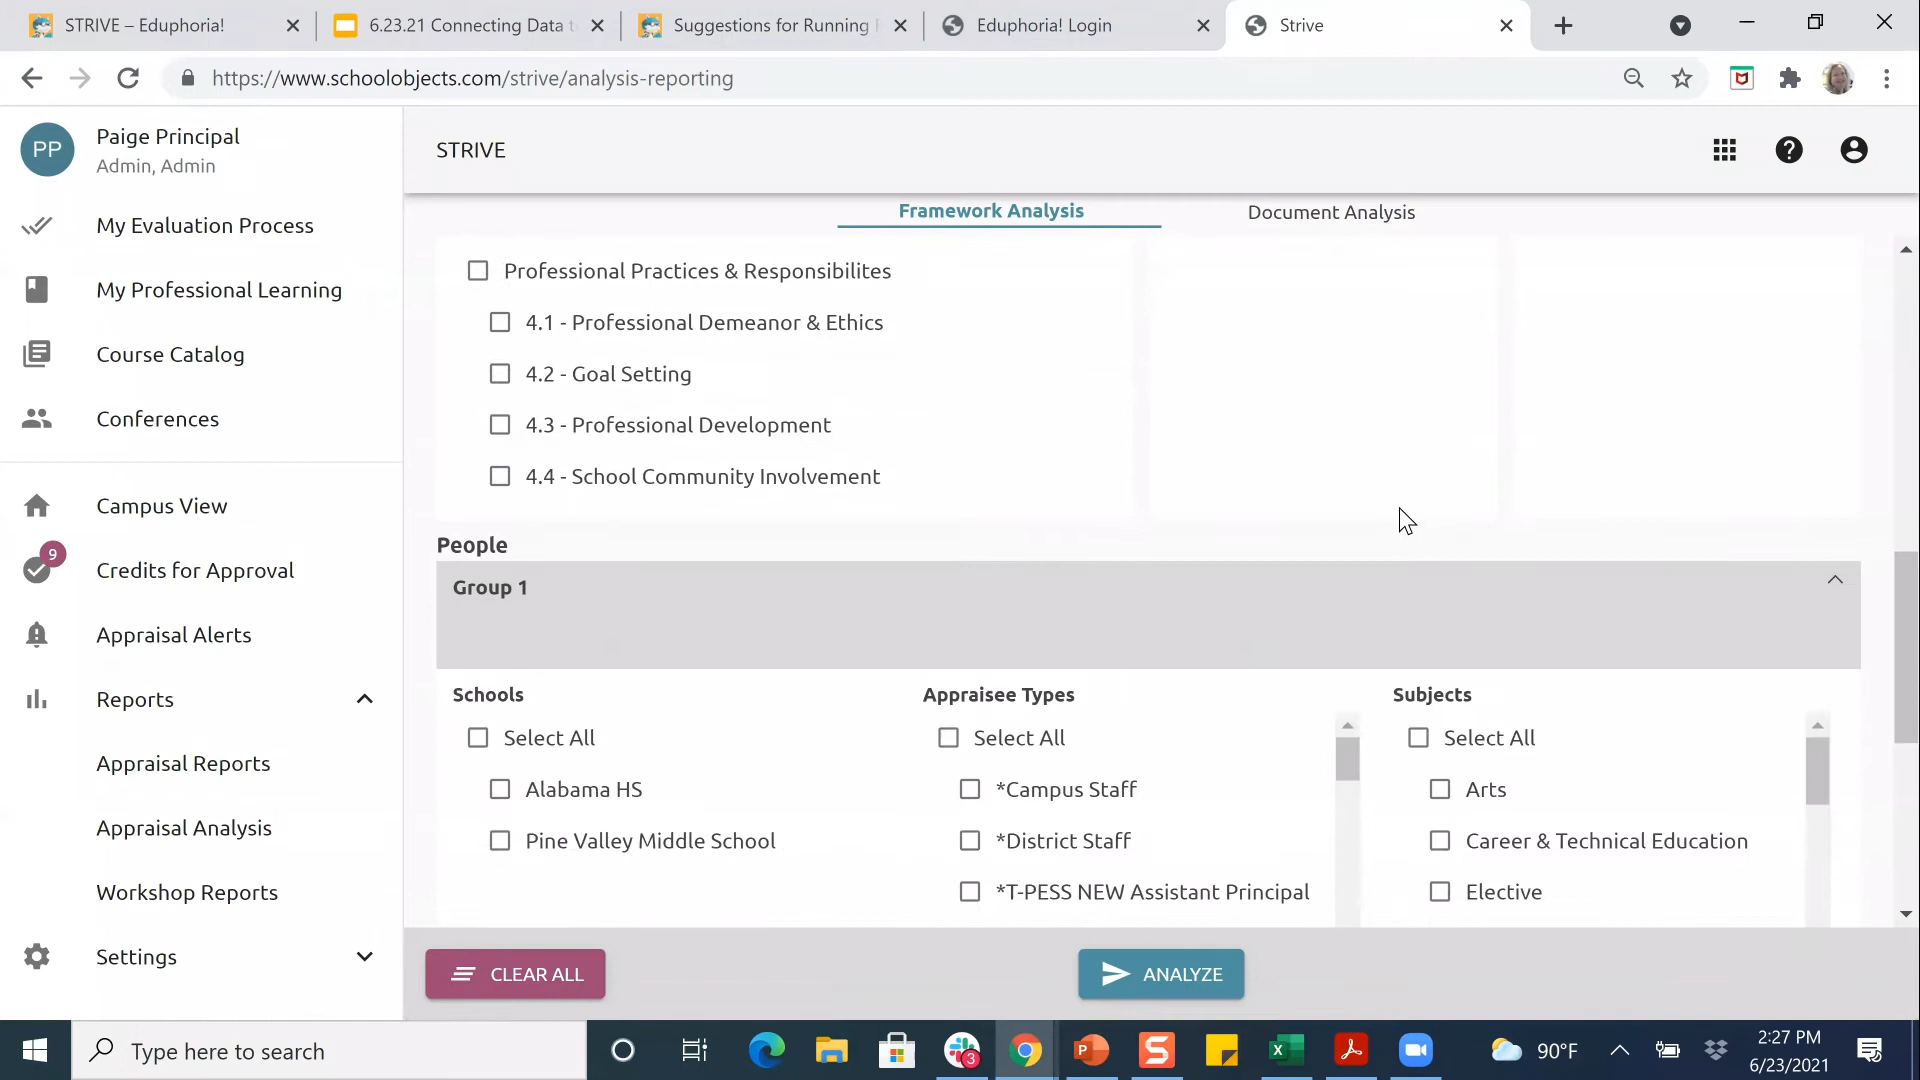 STRIVE – Eduphoria!
6.23.21 Connecting Data t
Suggestions for Running
Eduphoria! Login
Strive
https://www.schoolobjects.com/strive/analysis-reporting
PP
Paige Principal
Admin, Admin
My Evaluation Process
My Professional Learning
Course Catalog
Conferences
Campus View
9
Credits for Approval
Appraisal Alerts
Reports
Appraisal Reports
Appraisal Analysis
Workshop Reports
Settings
STRIVE
?
Framework Analysis
Document Analysis
Professional Practices & Responsibilites
4.1 - Professional Demeanor & Ethics
4.2 - Goal Setting
4.3 - Professional Development
4.4 - School Community Involvement
People
Group 1
Schools
Select All
Alabama HS
Pine Valley Middle School
Appraisee Types
Select All
*Campus Staff
*District Staff
*T-PESS NEW Assistant Principal
Subjects
Select All
Arts
Career & Technical Education
Elective
CLEAR ALL
ANALYZE
Type here to search
3
90°F
2:27 PM
6/23/2021